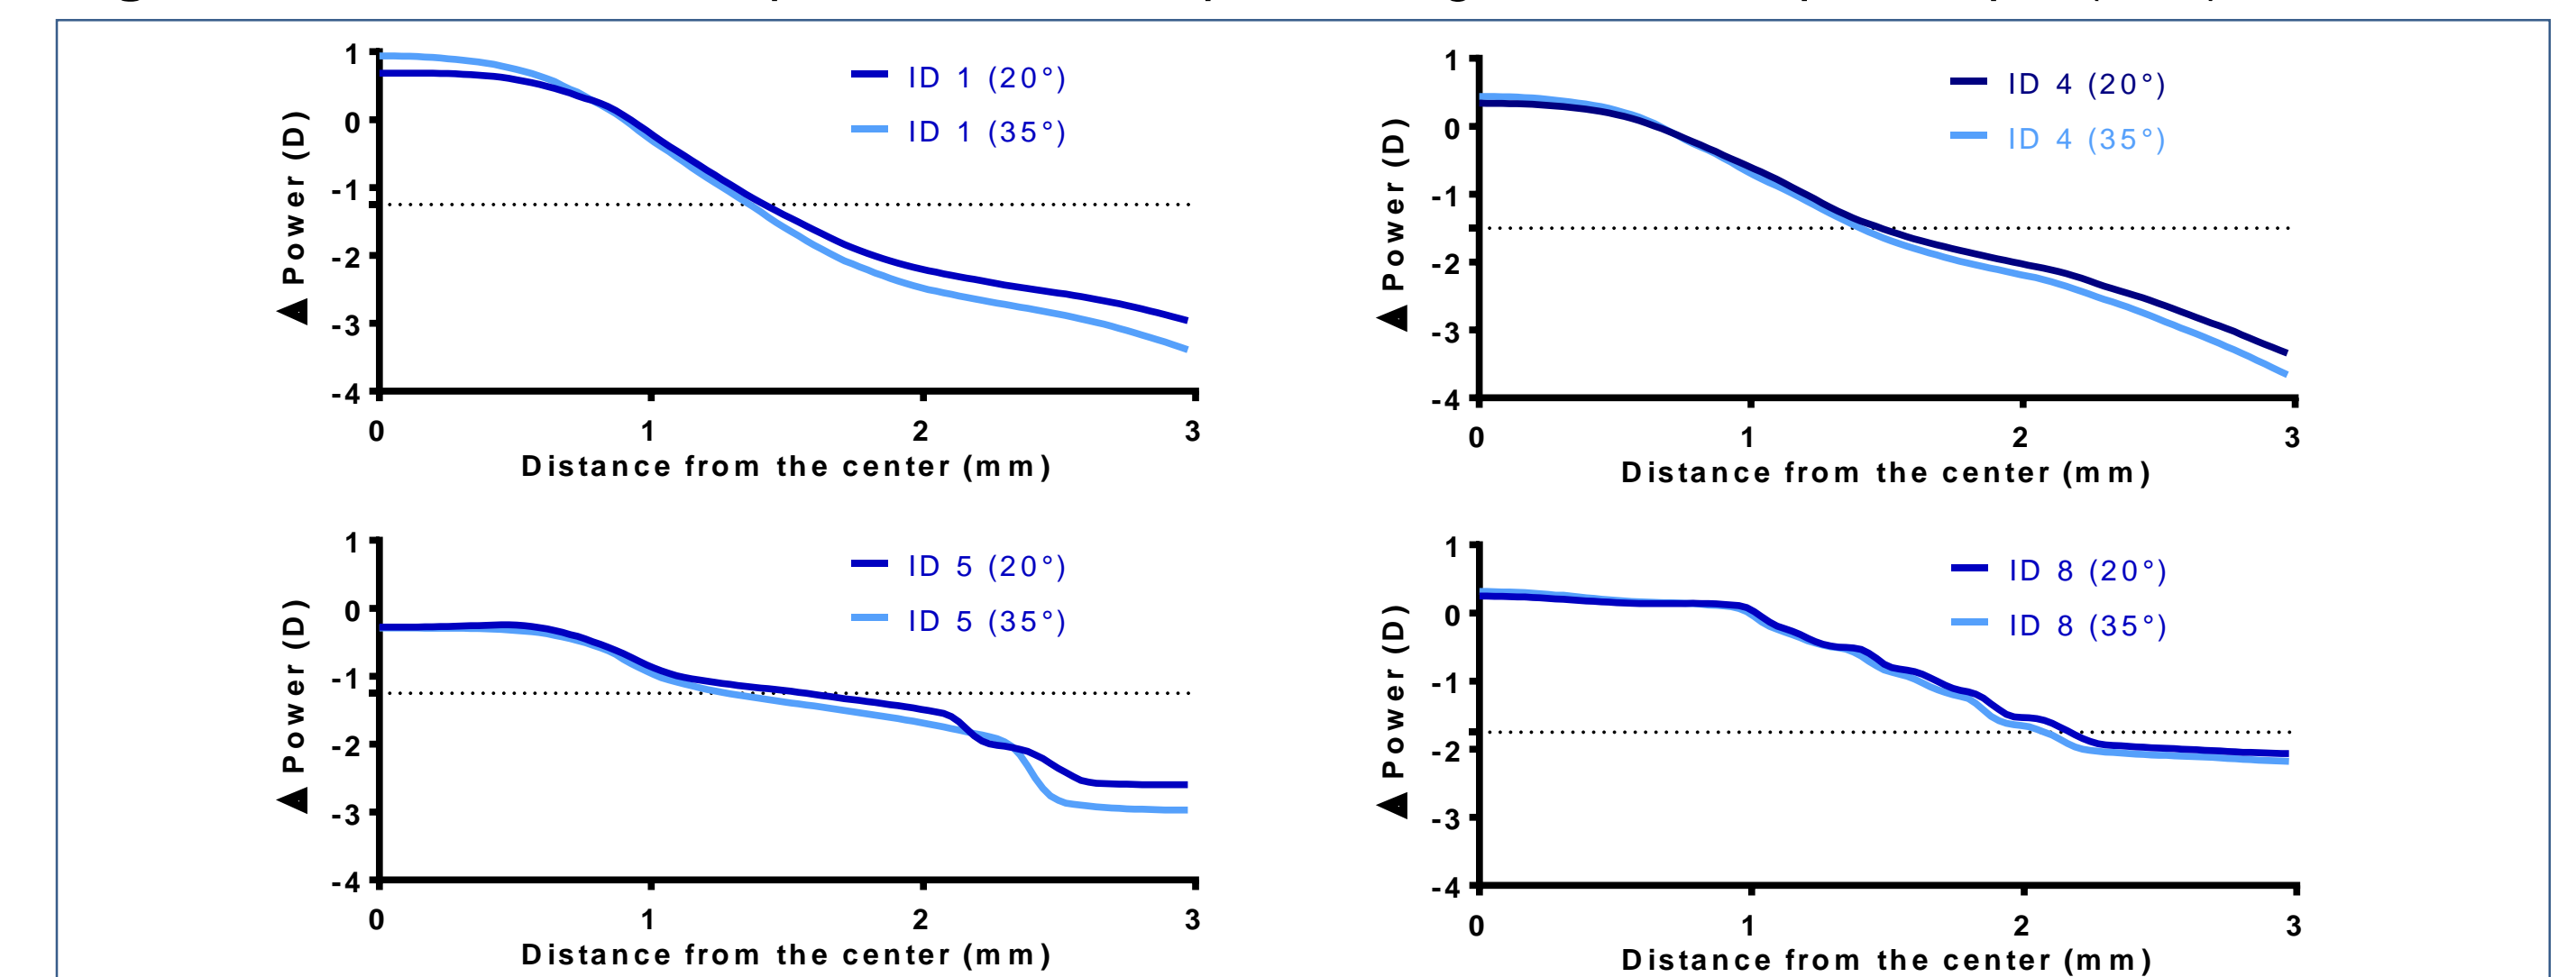 1
0
-1
-2
-3
-4
Δ Power (D)
ID 1 (20°)
ID 1 (35°)
0 1 2 3
Distance from the center (mm)
1
0
-1
-2
-3
-4
Δ Power (D)
ID 4 (20°)
ID 4 (35°)
0 1 2 3
Distance from the center (mm)
1
0
-1
-2
-3
-4
Δ Power (D)
ID 5 (20°)
ID 5 (35°)
0 1 2 3
Distance from the center (mm)
1
0
-1
-2
-3
-4
Δ Power (D)
ID 8 (20°)
ID 8 (35°)
0 1 2 3
Distance from the center (mm)